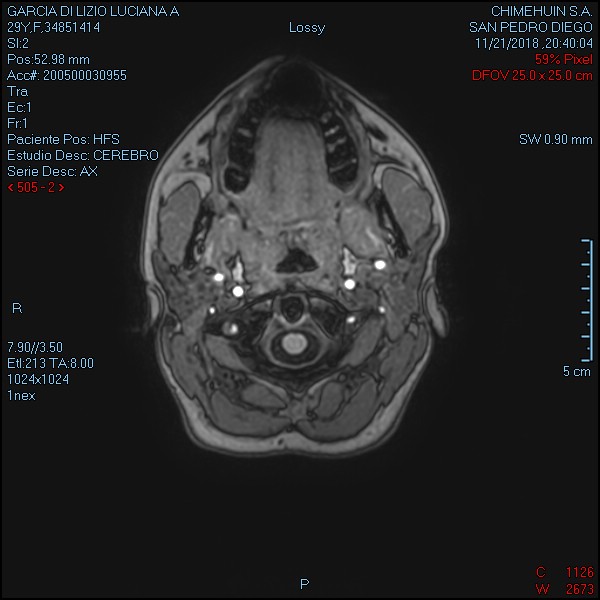 GARCIA DI LIZIO LUCIANA A
29Y,F,34851414
Sl:2
Pos:52.98 mm
Acc#: 200500030955
Tra
Ec:1
Fr:1
Paciente Pos: HFS
Estudio Desc: CEREBRO
Serie Desc: AX
< 505 - 2 >
Lossy
CHIMEHUIN S.A.
SAN PEDRO DIEGO
11/21/2018 ,20:40:04
59% Pixel
DFOV 25.0 x 25.0 cm
SW 0.90 mm
R
5 cm
7.90//3.50
Etl:213 TA:8.00
1024x1024
1nex
P
C 1126
W 2673